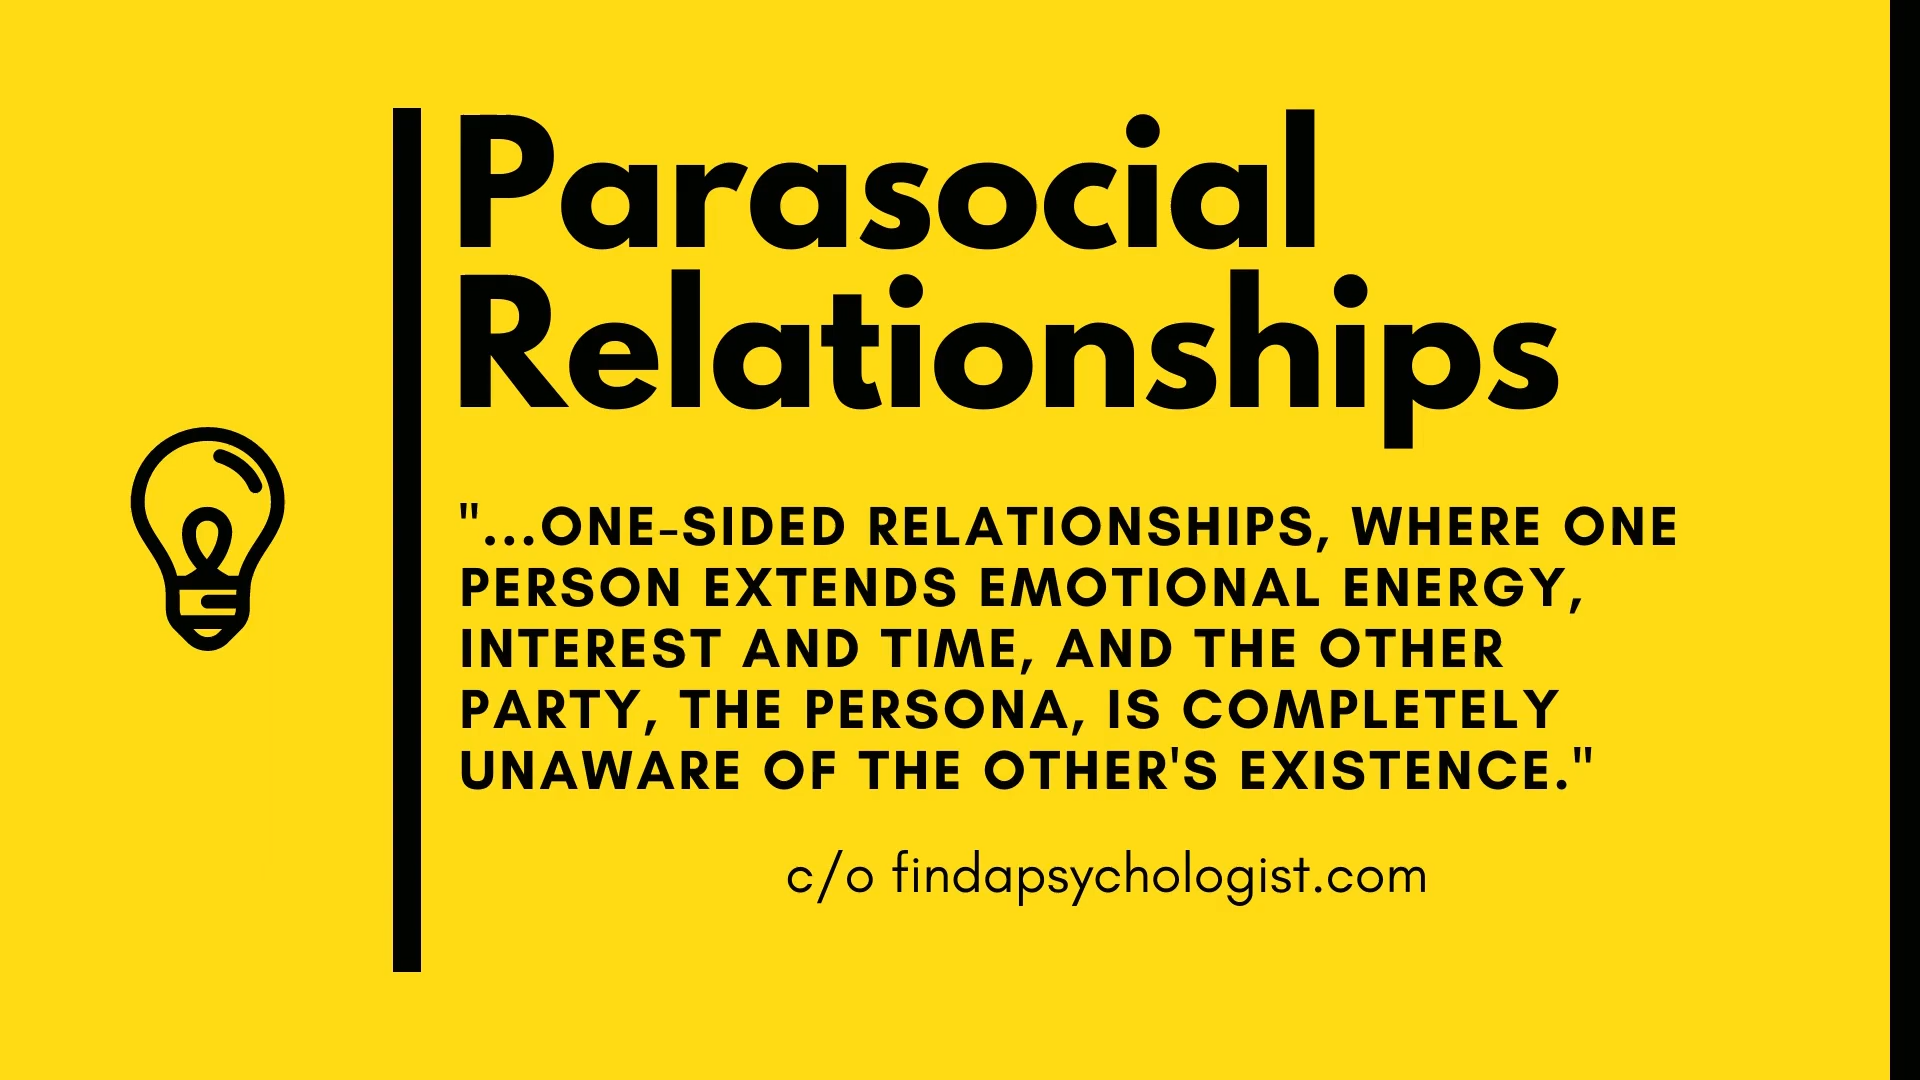 Parasocial
Relationships
"...ONE-SIDED RELATIONSHIPS, WHERE ONE
PERSON EXTENDS EMOTIONAL ENERGY,
INTEREST AND TIME, AND THE OTHER
PARTY, THE PERSONA, IS COMPLETELY
UNAWARE OF THE OTHER'S EXISTENCE."
c/o findapsychologist.com